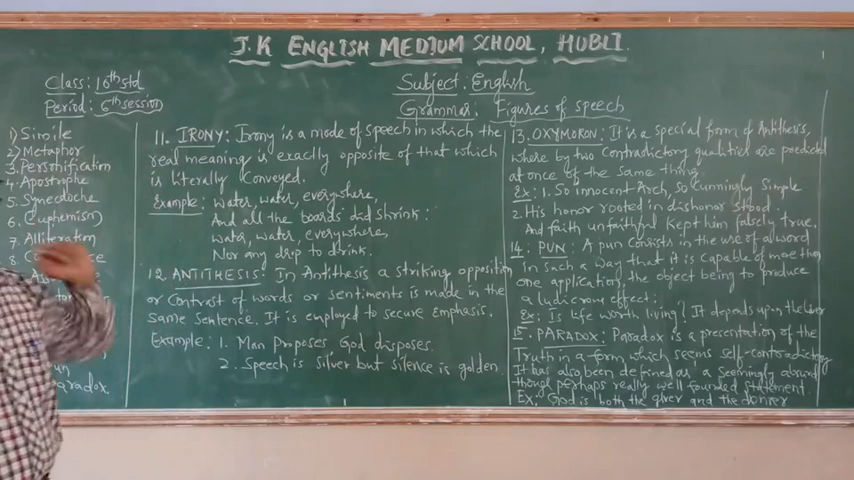 J.K ENGLISH MEDIUM SCHOOL, HUBLI.
Class: 10th std
Period: 6th session
Subject: English
Grammar: Figures of speech
1) Simile
2) Metaphor
3. Personification
4. Apostrophe
5. Synecdoche
6. Euphemism)
7. Alliteration
8.
Paradox.
11. IRONY: Irony is a mode of speech in which the
real meaning is exactly opposite of that which
is literally Conveyed.
Example: water, water, everywhere,
And all the boards did shrink:
water, water, everywhere,
Nor any drop to drink.
12. ANTITHESIS: In Antithesis a striking opposition
or Contrast of words or sentiments is made in the
same sentence. It is employed to secure emphasis.
Example: 1. Man proposes God disposes.
2. Speech is silver but silence is golden.
13. OXYMORON: It is a special form of Antithesis,
where by two Contradictory qualities are predicted
at once of the same thing.
Ex: 1. So innocent Arch, so Cunningly Simple
2. His honor rooted in dishonor stood
And faith unfaithful Kept him falsely true.
14. PUN: A pun Consists in the use of a word
in such a way that it is capable of more than
one application, the object being to produce
a ludicrous effect:
Ex: Is life worth living? It depends upon the liver
15. PARADOX: Paradox is a presentation of the
Truth in a form which seems self-contradictory
It has also been defined as 'a seemingly absurd
though perhaps really well founded statement
Ex: God is both the giver and the